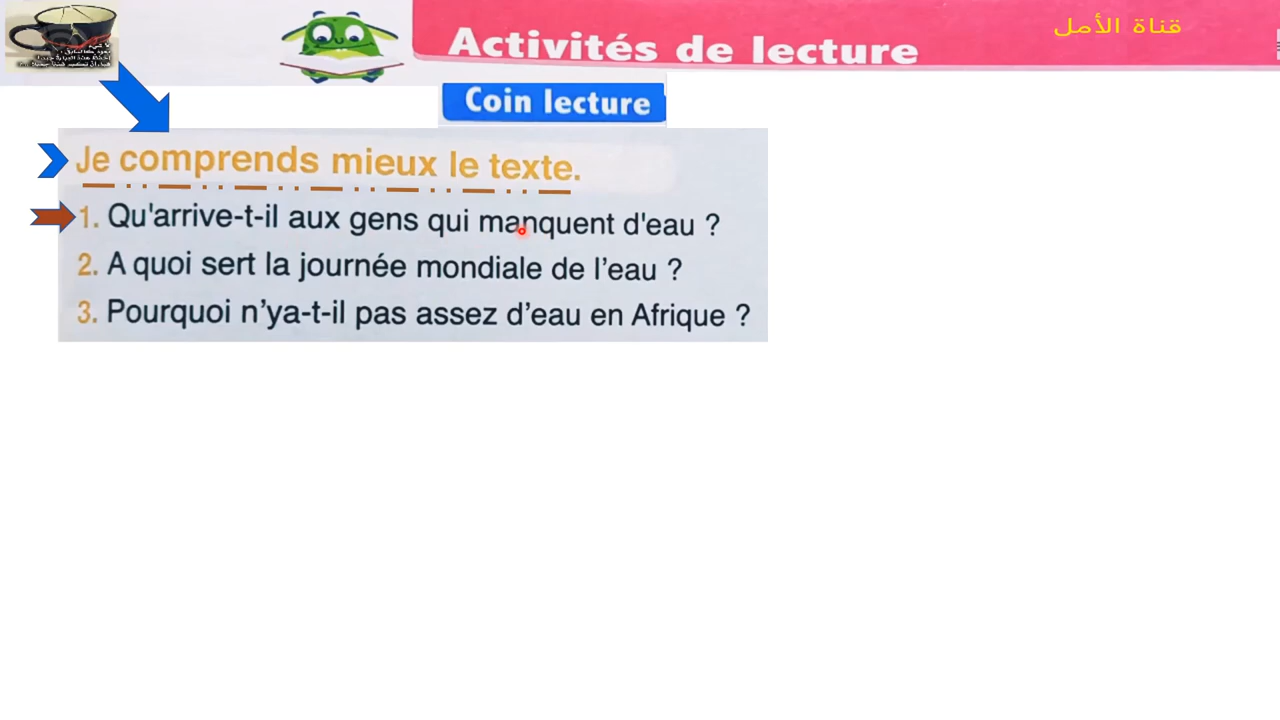 Activités de lecture
قناة الأمل
Coin lecture
Je comprends mieux le texte.
1. Qu'arrive-t-il aux gens qui manquent d'eau ?
2. A quoi sert la journée mondiale de l'eau ?
3. Pourquoi n'ya-t-il pas assez d'eau en Afrique ?